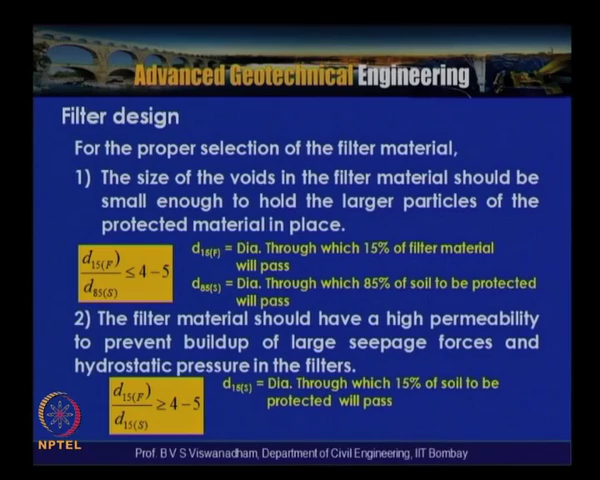 Advanced Geotechnical Engineering
Filter design
For the proper selection of the filter material,
1) The size of the voids in the filter material should be
small enough to hold the larger particles of the
protected material in place.
d15(F) / d85(S) ≤ 4 – 5
d15(F) = Dia. Through which 15% of filter material
will pass
d85(S) = Dia. Through which 85% of soil to be protected
will pass
2) The filter material should have a high permeability
to prevent buildup of large seepage forces and
hydrostatic pressure in the filters.
d15(F) / d15(S) ≥ 4 – 5
d15(S) = Dia. Through which 15% of soil to be
protected will pass
NPTEL
Prof. B V S Viswanadham, Department of Civil Engineering, IIT Bombay